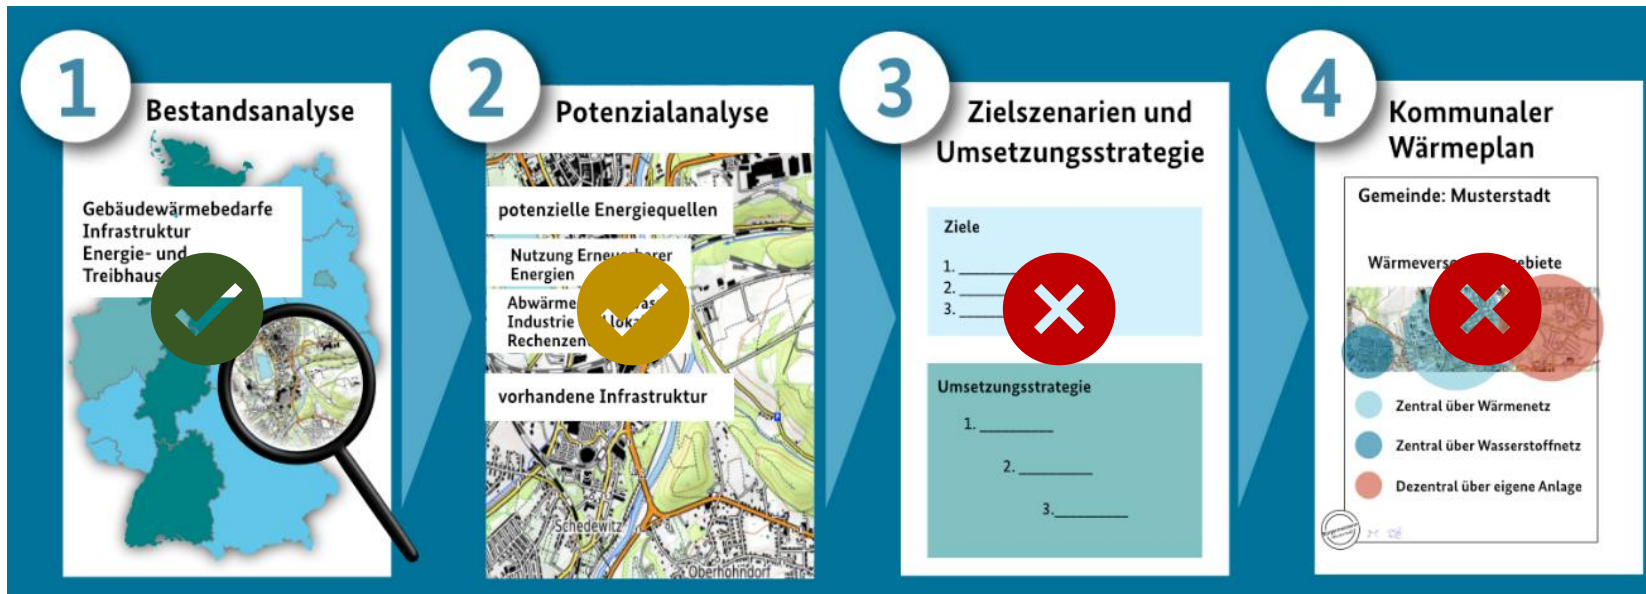 1
Bestandsanalyse
Gebäudewärmebedarfe
Infrastruktur
Energie- und
2
Potenzialanalyse
potenzielle Energiequellen
Nutzung
Energien
Industrie
vorhandene Infrastruktur
Schedewitz
Oberhohndorf
3
Zielszenarien und
Umsetzungsstrategie
Ziele
1.
2.
3.
Umsetzungsstrategie
1.
2.
3.
4
Kommunaler
Wärmeplan
Gemeinde: Musterstadt
Zentral über Wärmenetz
Zentral über Wasserstoffnetz
Dezentral über eigene Anlage